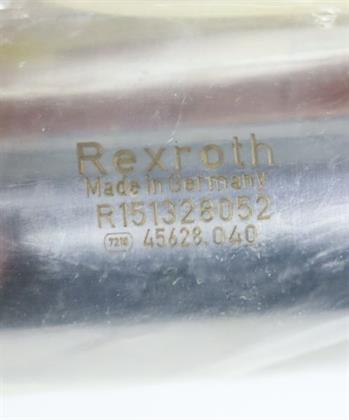 Rexroth
Made in Germany
R151328052
7210 45628.040